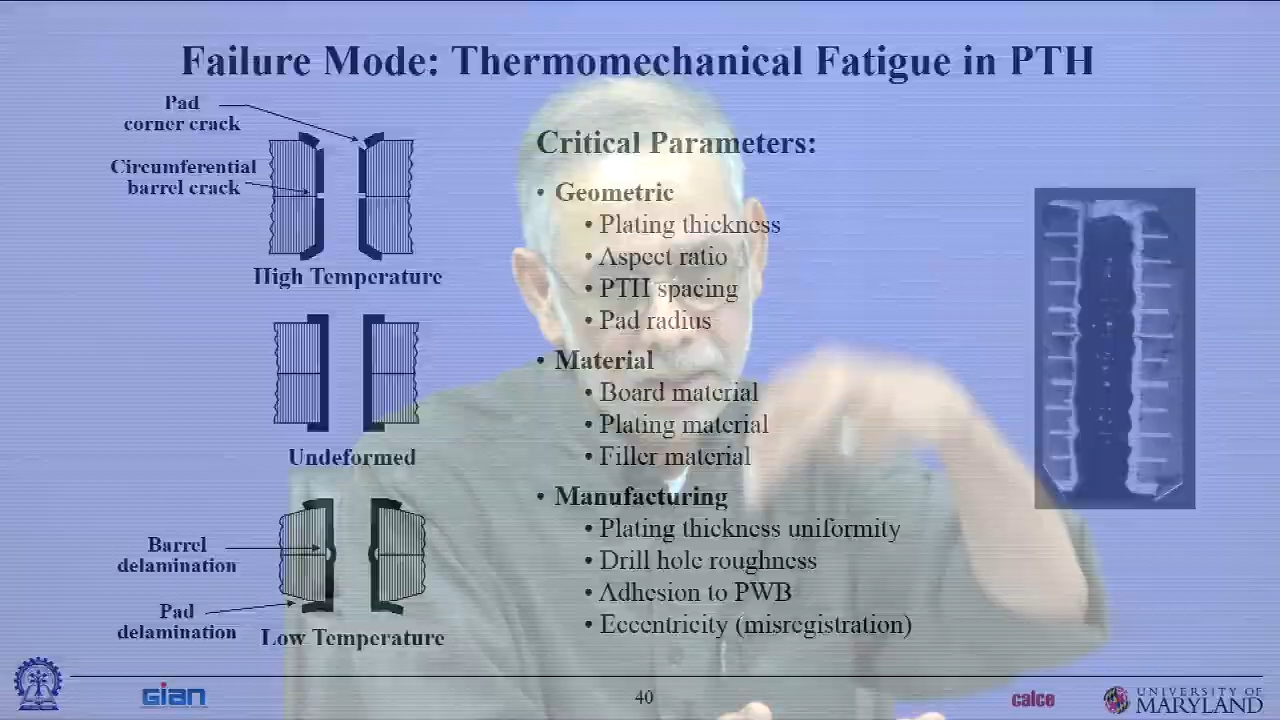 Failure Mode: Thermomechanical Fatigue in PTH
Pad
corner crack
Circumferential
barrel crack
High Temperature
Undeformed
Barrel
delamination
Pad
delamination
Low Temperature
Critical Parameters:
• Geometric
• Plating thickness
• Aspect ratio
• PTH spacing
• Pad radius
• Material
• Board material
• Plating material
• Filler material
• Manufacturing
• Plating thickness uniformity
• Drill hole roughness
• Adhesion to PWB
• Eccentricity (misregistration)
GIAN
40
calce
UNIVERSITY OF
MARYLAND